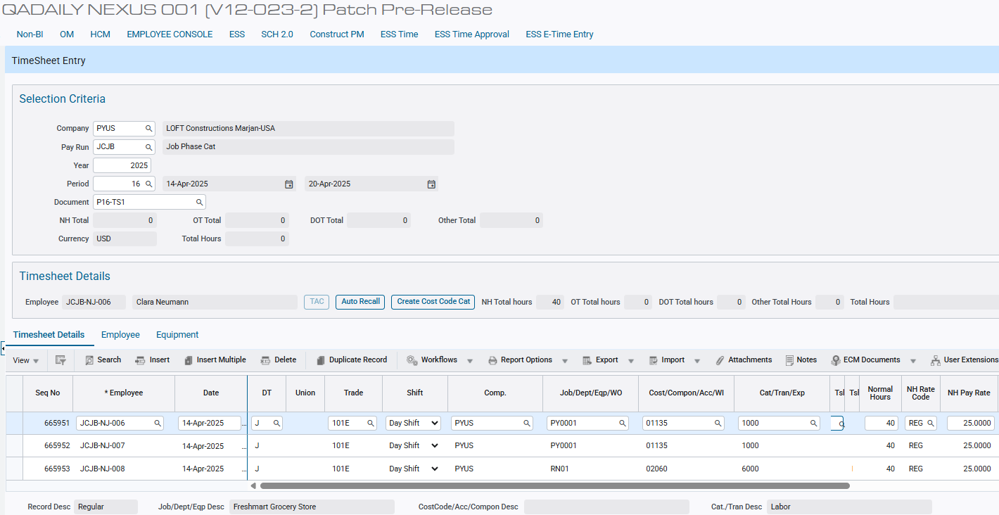 QADAILY NEXUS 001 (V12-023-2) Patch Pre-Release
Non-BI OM HCM EMPLOYEE CONSOLE ESS SCH 2.0 Construct PM ESS Time ESS Time Approval ESS E-Time Entry
TimeSheet Entry
Selection Criteria
Company PYUS LOFT Constructions Marjan-USA
Pay Run JCJB Job Phase Cat
Year 2025
Period 16 14-Apr-2025 20-Apr-2025
Document P16-TS1
NH Total 0 OT Total 0 DOT Total 0 Other Total 0
Currency USD Total Hours 0
Timesheet Details
Employee JCJB-NJ-006 Clara Neumann TAC Auto Recall Create Cost Code Cat NH Total hours 40 OT Total hours 0 DOT Total hours 0 Other Total Hours 0 Total Hours
Timesheet Details Employee Equipment
View Search Insert Insert Multiple Delete Duplicate Record Workflows Report Options Export Import Attachments Notes ECM Documents User Extensions
Seq No * Employee Date DT Union Trade Shift Comp. Job/Dept/Eqp/WO Cost/Compon/Acc/WI Cat/Tran/Exp Tsl Tsl Normal Hours NH Rate Code NH Pay Rate
665951 JCJB-NJ-006 14-Apr-2025 ... J 101E Day Shift PYUS PY0001 01135 1000 40 REG 25.0000
665952 JCJB-NJ-007 14-Apr-2025 ... J 101E Day Shift PYUS PY0001 01135 1000 40 REG 25.0000
665953 JCJB-NJ-008 14-Apr-2025 ... J 101E Day Shift PYUS RN01 02060 6000 40 REG 25.0000
Record Desc Regular Job/Dept/Eqp Desc Freshmart Grocery Store CostCode/Acc/Compon Desc Cat./Tran Desc Labor